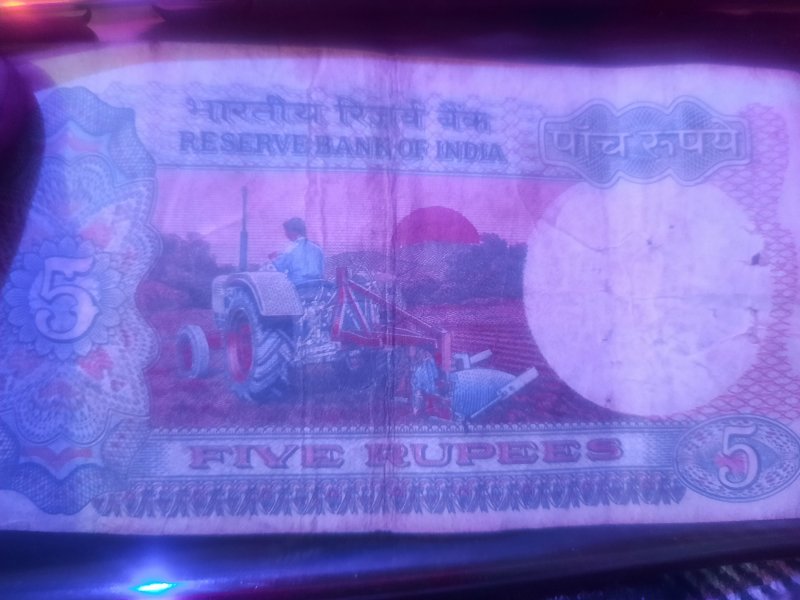 भारतीय रिज़र्व बैंक
RESERVE BANK OF INDIA
पाँच रूपये
5
FIVE RUPEES
5